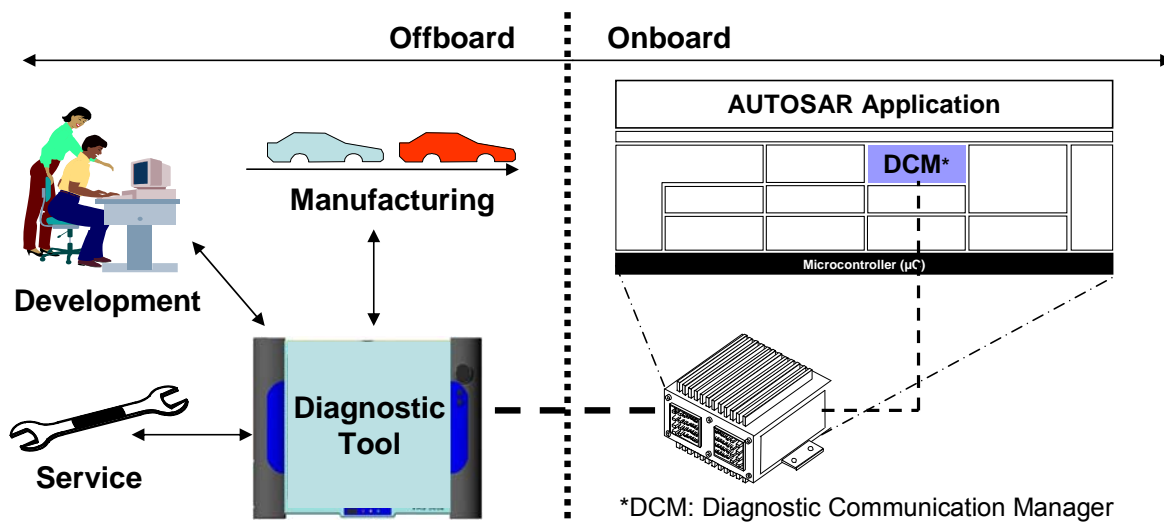 Offboard
Onboard
AUTOSAR Application
DCM*
Manufacturing
Microcontroller (µC)
Development
Diagnostic
Tool
Service
*DCM: Diagnostic Communication Manager